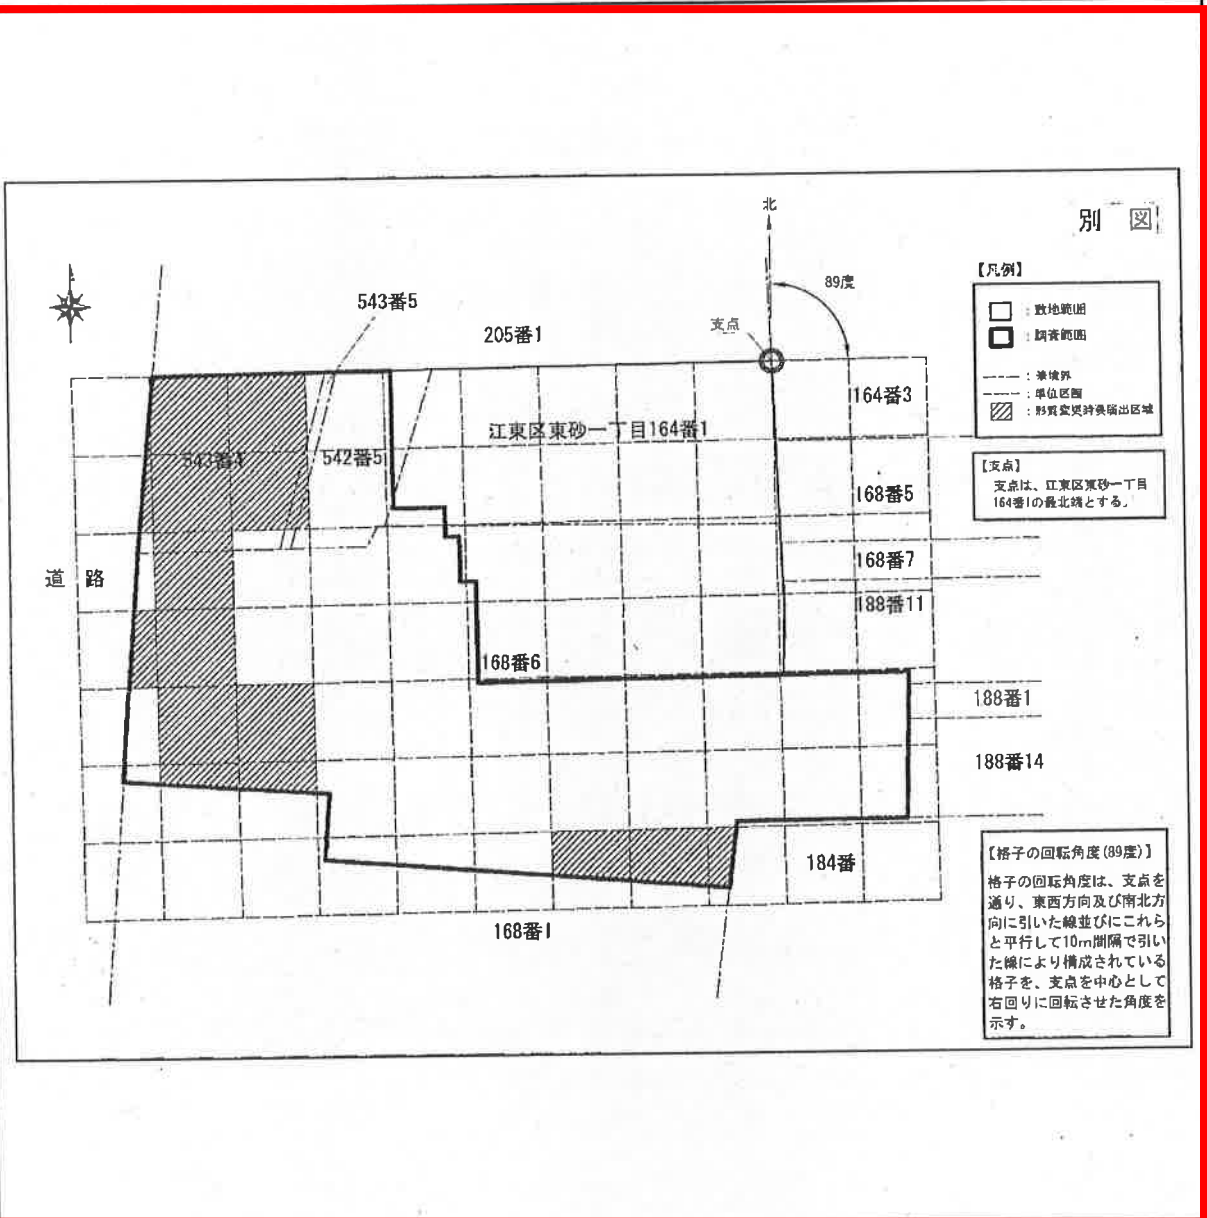 別 図
北
【凡例】
543番5
89度
：敷地範囲
205番1
支点
：調査範囲
：筆境界
：単位区画
：形質変更時要届出区域
164番3
江東区東砂一丁目164番1
543番4
542番5
【支点】
支点は、江東区東砂一丁目
164番1の最北端とする。
168番5
168番7
道 路
188番11
168番6
188番1
188番14
184番
【格子の回転角度(89度)】
格子の回転角度は、支点を
通り、東西方向及び南北方
向に引いた線並びにこれら
と平行して10m間隔で引い
た線により構成されている
格子を、支点を中心として
右回りに回転させた角度を
示す。
168番1